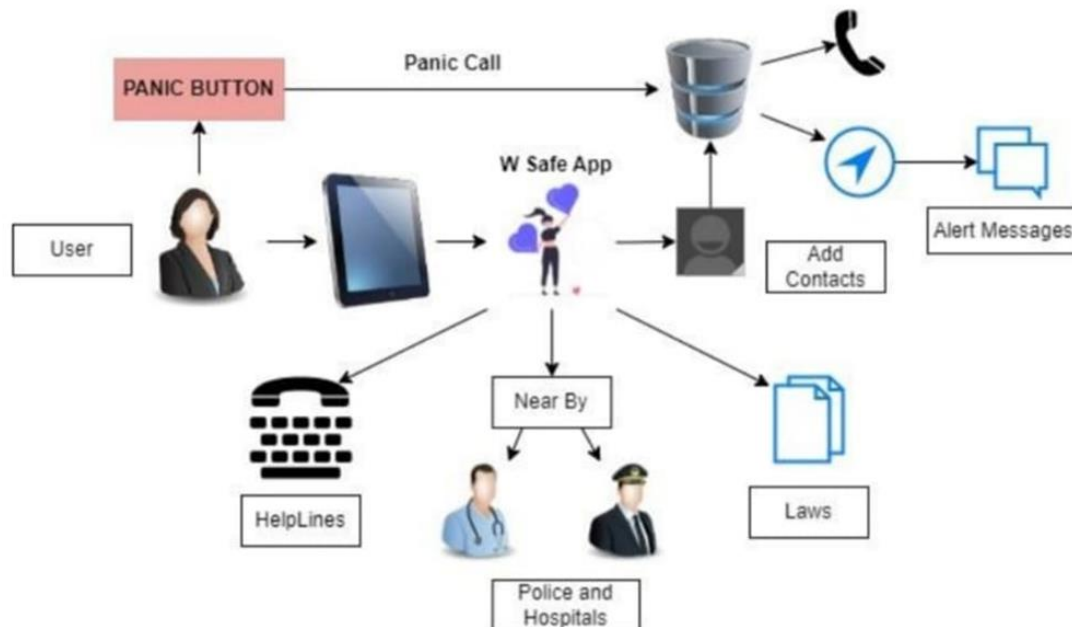 Panic Call
PANIC BUTTON
W Safe App
User
Add
Contacts
Alert Messages
Near By
HelpLines
Laws
Police and
Hospitals